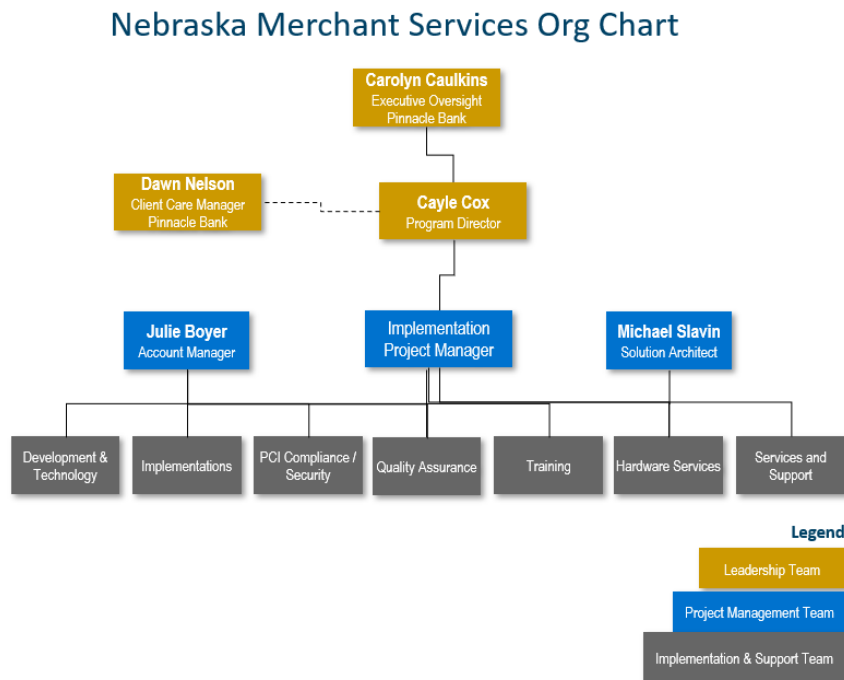 Nebraska Merchant Services Org Chart
Carolyn Caulkins
Executive Oversight
Pinnacle Bank
Dawn Nelson
Client Care Manager
Pinnacle Bank
Cayle Cox
Program Director
Julie Boyer
Account Manager
Implementation
Project Manager
Michael Slavin
Solution Architect
Development &
Technology
Implementations
PCI Compliance /
Security
Quality Assurance
Training
Hardware Services
Services and
Support
Legend
Leadership Team
Project Management Team
Implementation & Support Team